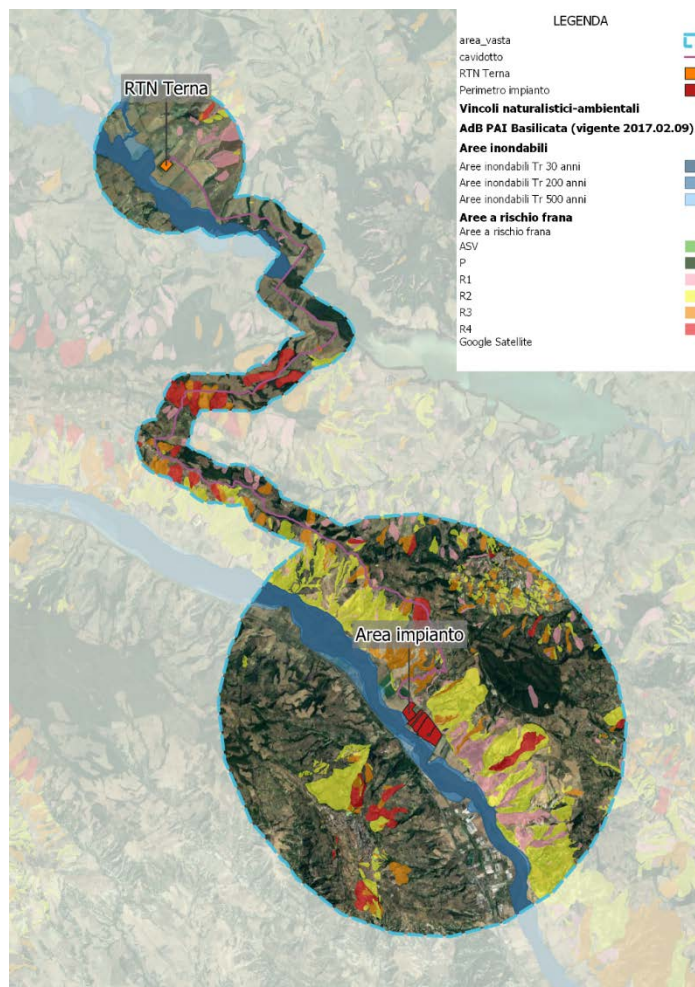 LEGENDA
area_vasta
cavidotto
RTN Terna
Perimetro impianto
Vincoli naturalistici-ambientali
AdB PAI Basilicata (vigente 2017.02.09)
Aree inondabili
Aree inondabili Tr 30 anni
Aree inondabili Tr 200 anni
Aree inondabili Tr 500 anni
Aree a rischio frana
Aree a rischio frana
ASV
P
R1
R2
R3
R4
Google Satellite
RTN Terna
Area impianto